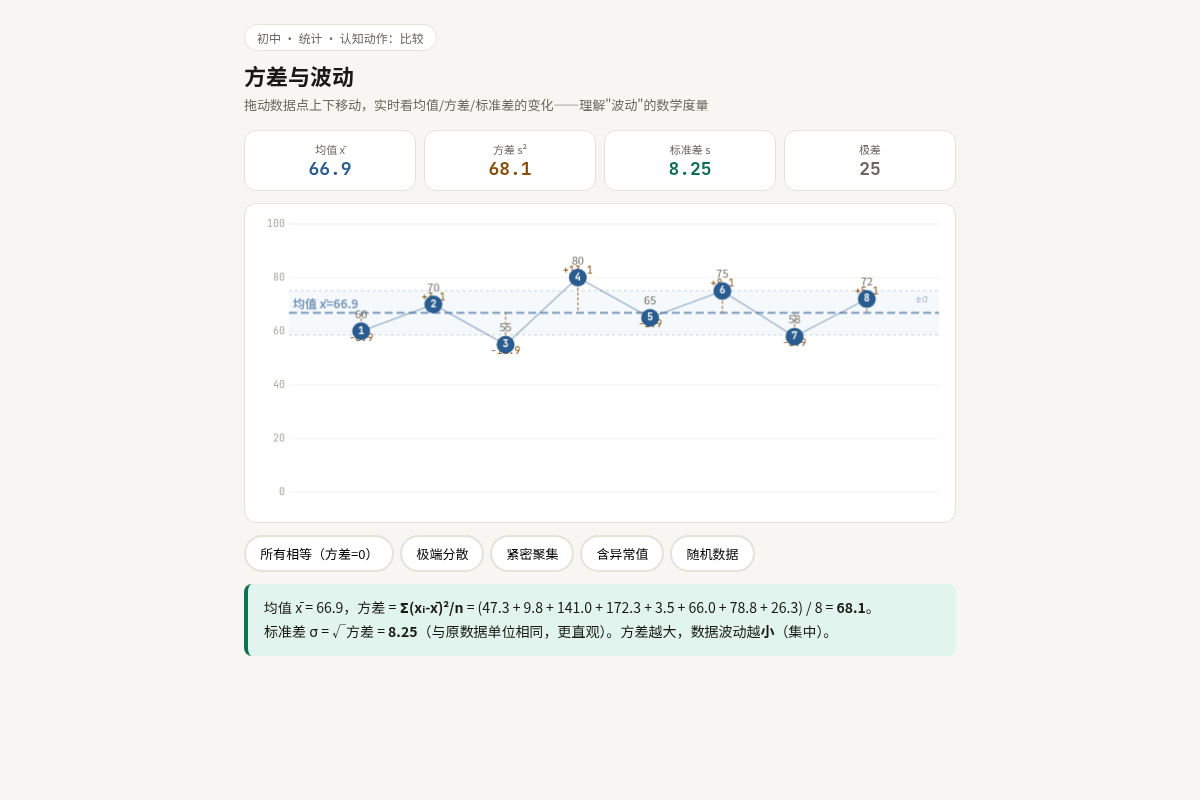 初中 · 统计 · 认知动作：比较
方差与波动
拖动数据点上下移动，实时看均值/方差/标准差的变化——理解"波动"的数学度量
均值 x̄
66.9
方差 s²
68.1
标准差 s
8.25
极差
25
100
80
60
40
20
0
均值 x̄=66.9
±σ
60
1
70
2
55
3
80
4
65
5
75
6
58
7
72
8
所有相等（方差=0）
极端分散
紧密聚集
含异常值
随机数据
均值 x̄ = 66.9，方差 = Σ(xᵢ-x̄)²/n = (47.3 + 9.8 + 141.0 + 172.3 + 3.5 + 66.0 + 78.8 + 26.3) / 8 = 68.1。
标准差 σ = √方差 = 8.25（与原数据单位相同，更直观）。方差越大，数据波动越小（集中）。